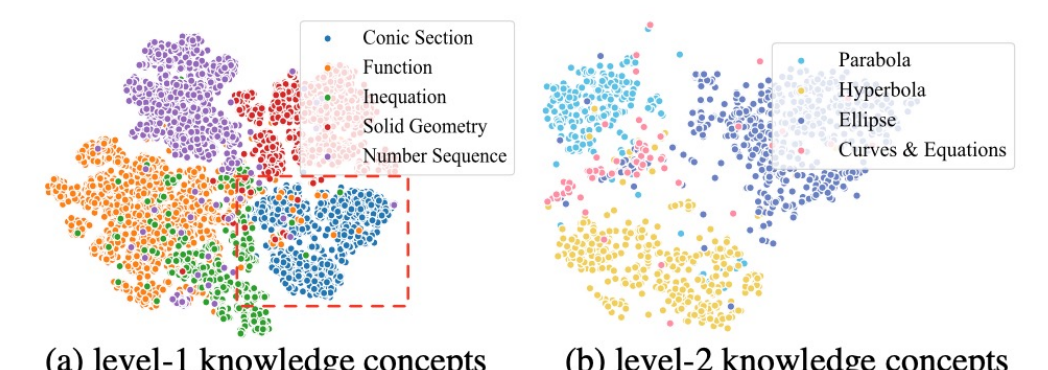 Conic Section
Function
Inequation
Solid Geometry
Number Sequence
Parabola
Hyperbola
Ellipse
Curves & Equations
(a) level-1 knowledge concepts
(b) level-2 knowledge concepts